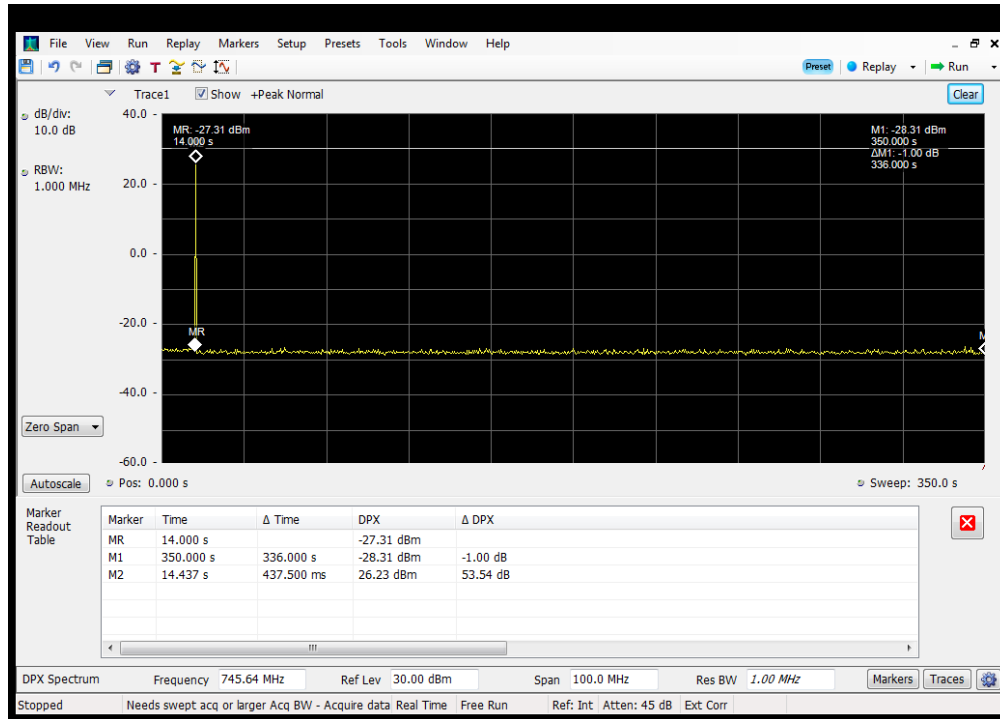 File View Run Replay Markers Setup Presets Tools Window Help
T Preset Replay Run
Trace1 Show +Peak Normal Clear
dB/div:
10.0 dB
RBW:
1.000 MHz
40.0
20.0
0.0
-20.0
-40.0
-60.0
MR: -27.31 dBm
14.000 s
M1: -28.31 dBm
350.000 s
ΔM1: -1.00 dB
336.000 s
MR
M
Zero Span
Autoscale Pos: 0.000 s Sweep: 350.0 s
Marker
Readout
Table
Marker Time Δ Time DPX Δ DPX
MR 14.000 s -27.31 dBm
M1 350.000 s 336.000 s -28.31 dBm -1.00 dB
M2 14.437 s 437.500 ms 26.23 dBm 53.54 dB
DPX Spectrum Frequency 745.64 MHz Ref Lev 30.00 dBm Span 100.0 MHz Res BW 1.00 MHz Markers Traces
Stopped Needs swept acq or larger Acq BW - Acquire data Real Time Free Run Ref: Int Atten: 45 dB Ext Corr